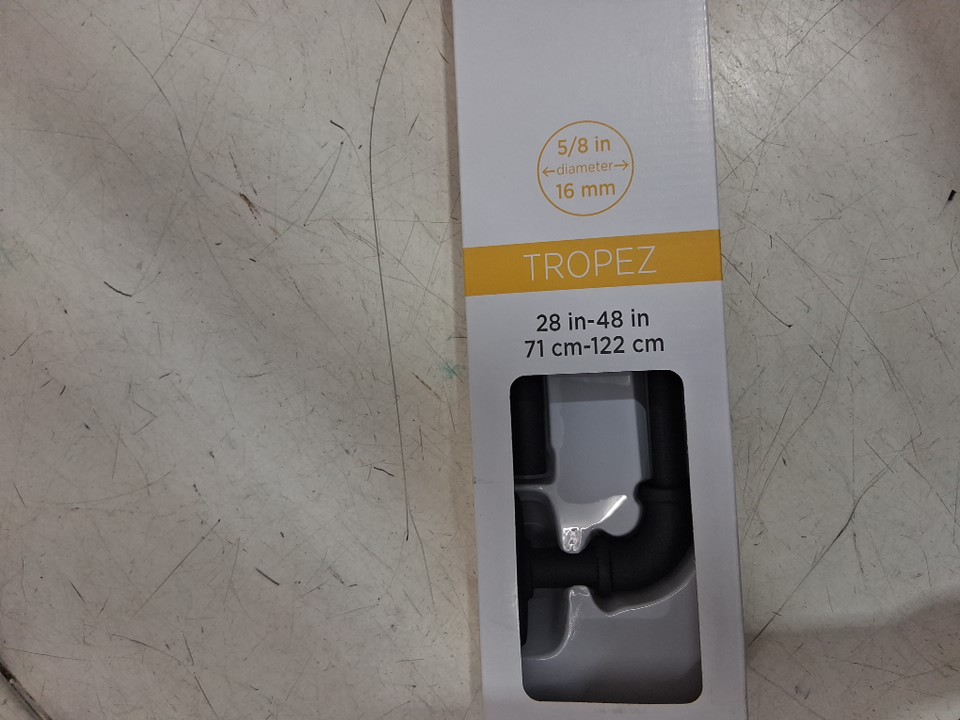 5/8 in
←diameter→
16 mm
TROPEZ
28 in-48 in
71 cm-122 cm